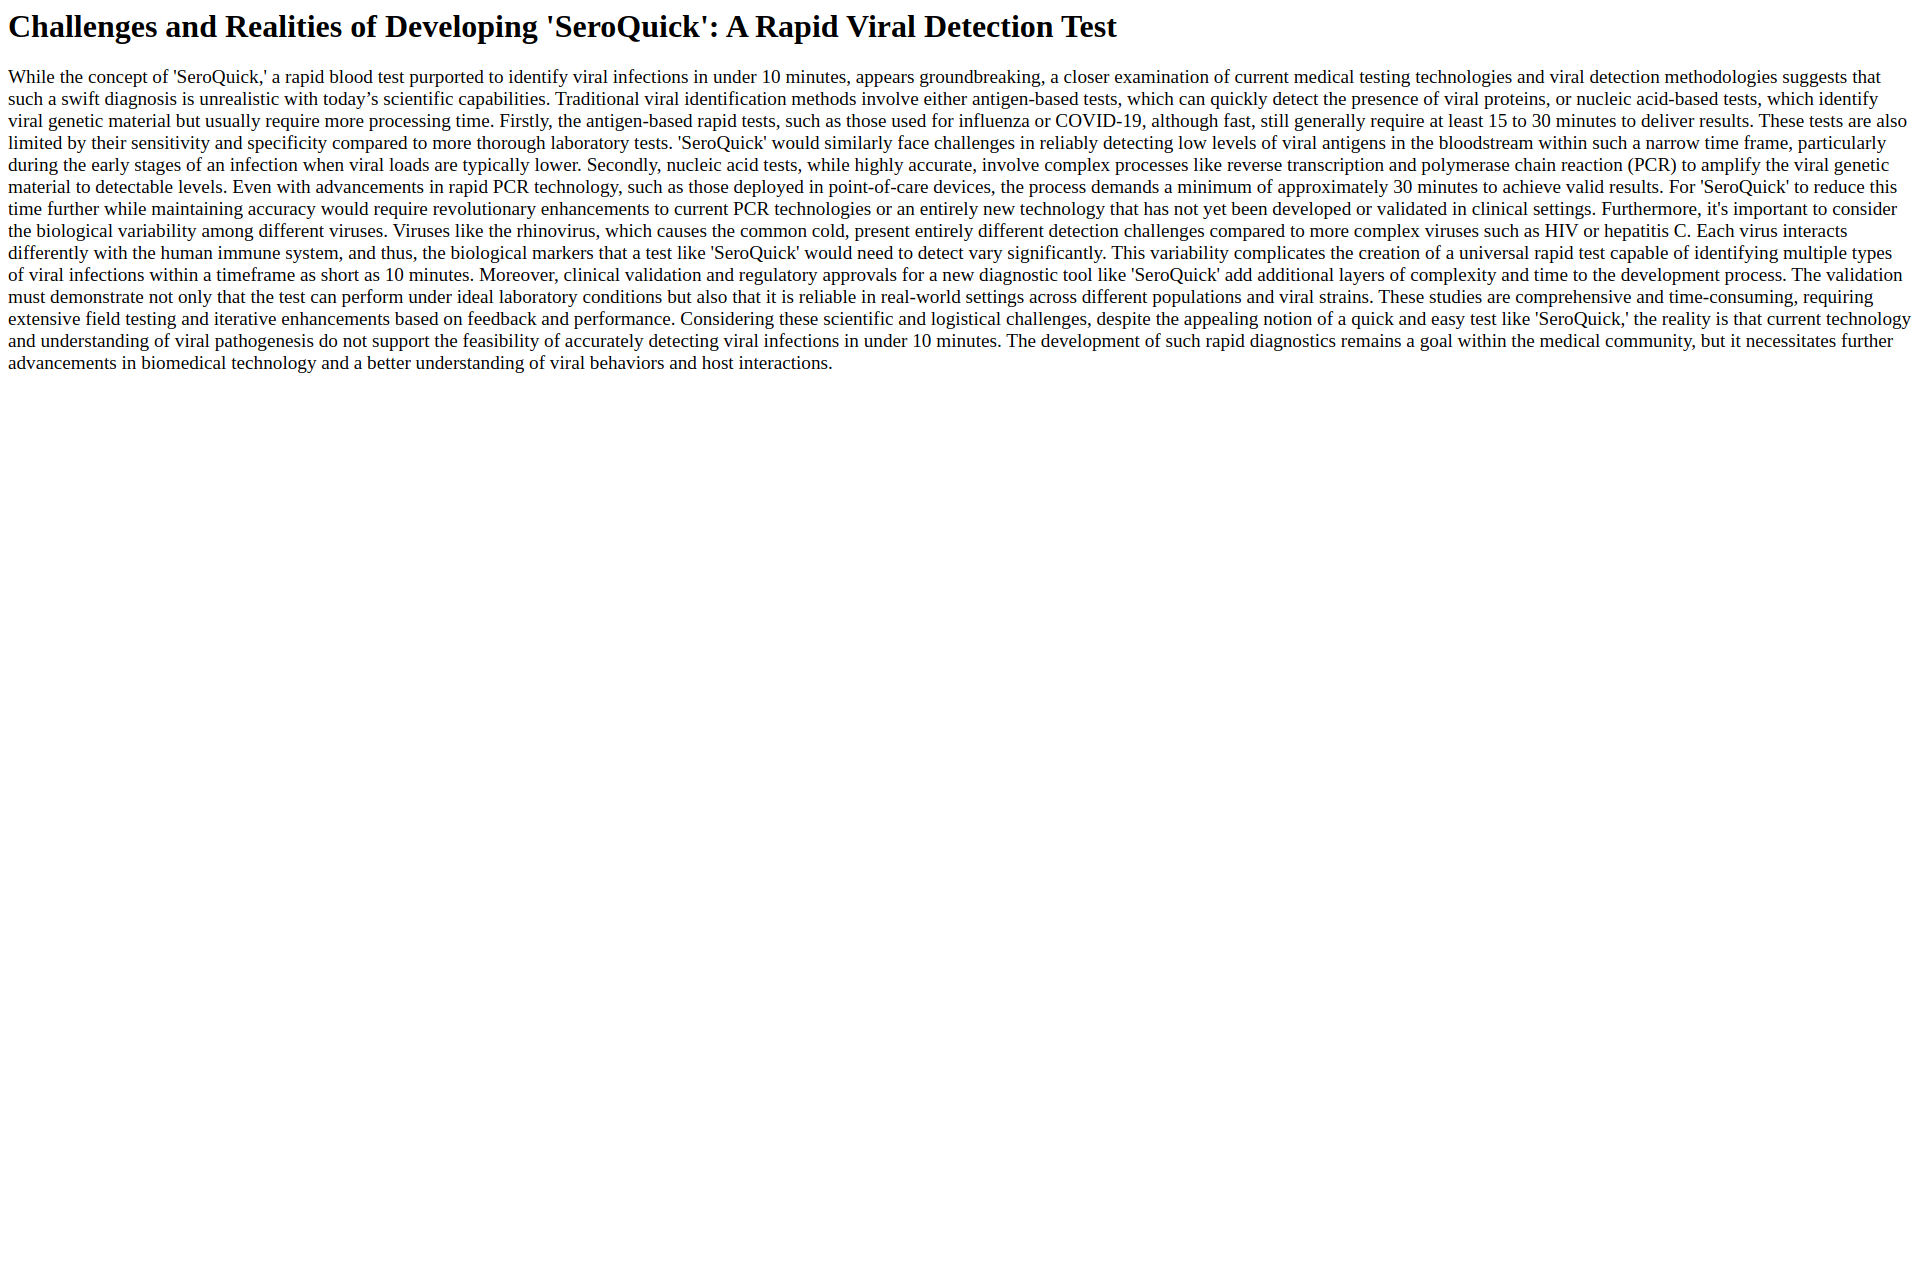 Challenges and Realities of Developing 'SeroQuick': A Rapid Viral Detection Test
While the concept of 'SeroQuick,' a rapid blood test purported to identify viral infections in under 10 minutes, appears groundbreaking, a closer examination of current medical testing technologies and viral detection methodologies suggests that
such a swift diagnosis is unrealistic with today’s scientific capabilities. Traditional viral identification methods involve either antigen-based tests, which can quickly detect the presence of viral proteins, or nucleic acid-based tests, which identify
viral genetic material but usually require more processing time. Firstly, the antigen-based rapid tests, such as those used for influenza or COVID-19, although fast, still generally require at least 15 to 30 minutes to deliver results. These tests are also
limited by their sensitivity and specificity compared to more thorough laboratory tests. 'SeroQuick' would similarly face challenges in reliably detecting low levels of viral antigens in the bloodstream within such a narrow time frame, particularly
during the early stages of an infection when viral loads are typically lower. Secondly, nucleic acid tests, while highly accurate, involve complex processes like reverse transcription and polymerase chain reaction (PCR) to amplify the viral genetic
material to detectable levels. Even with advancements in rapid PCR technology, such as those deployed in point-of-care devices, the process demands a minimum of approximately 30 minutes to achieve valid results. For 'SeroQuick' to reduce this
time further while maintaining accuracy would require revolutionary enhancements to current PCR technologies or an entirely new technology that has not yet been developed or validated in clinical settings. Furthermore, it's important to consider
the biological variability among different viruses. Viruses like the rhinovirus, which causes the common cold, present entirely different detection challenges compared to more complex viruses such as HIV or hepatitis C. Each virus interacts
differently with the human immune system, and thus, the biological markers that a test like 'SeroQuick' would need to detect vary significantly. This variability complicates the creation of a universal rapid test capable of identifying multiple types
of viral infections within a timeframe as short as 10 minutes. Moreover, clinical validation and regulatory approvals for a new diagnostic tool like 'SeroQuick' add additional layers of complexity and time to the development process. The validation
must demonstrate not only that the test can perform under ideal laboratory conditions but also that it is reliable in real-world settings across different populations and viral strains. These studies are comprehensive and time-consuming, requiring
extensive field testing and iterative enhancements based on feedback and performance. Considering these scientific and logistical challenges, despite the appealing notion of a quick and easy test like 'SeroQuick,' the reality is that current technology
and understanding of viral pathogenesis do not support the feasibility of accurately detecting viral infections in under 10 minutes. The development of such rapid diagnostics remains a goal within the medical community, but it necessitates further
advancements in biomedical technology and a better understanding of viral behaviors and host interactions.